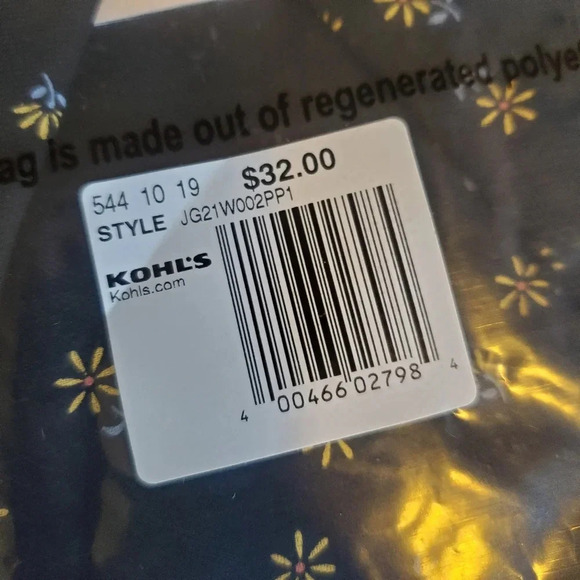 ag is made out of regenerated polye
544 10 19 $32.00
STYLE JG21W002PP1
KOHL'S
Kohls.com
4 00466 02798 4